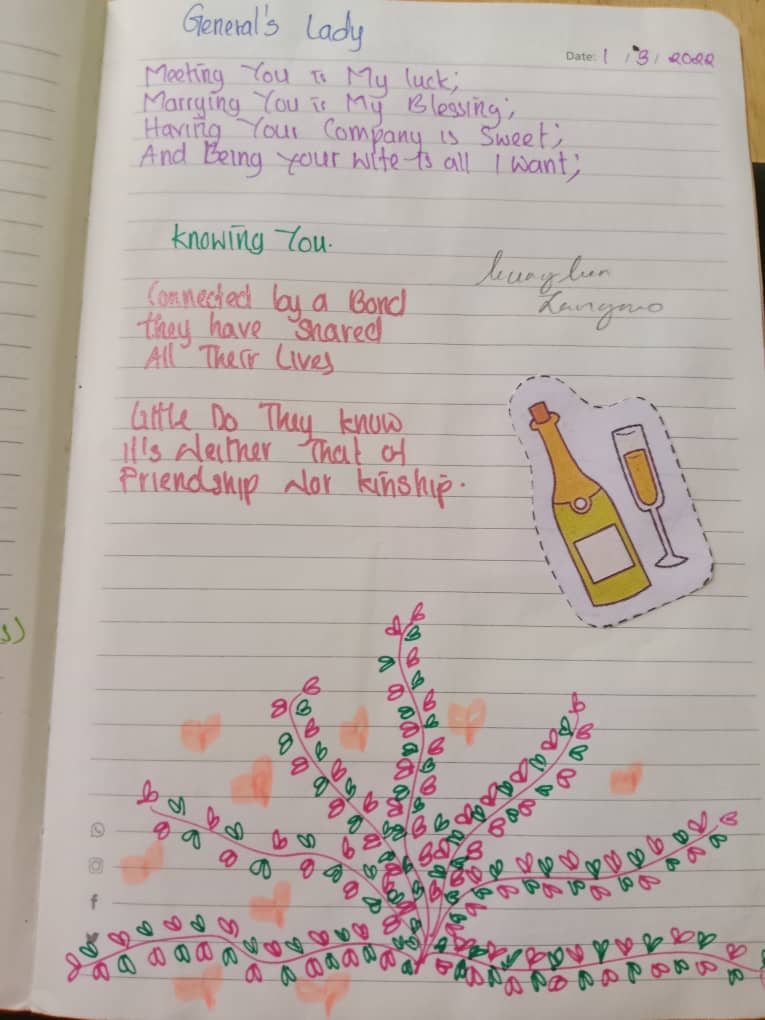 General's Lady
Date: 1 / 3 / 2022
Meeting You Is My luck;
Marrying You is My Blessing;
Having Your Company is Sweet;
And Being your wife Is all I want;
Knowing You.
Connected by a Bond
they have shared
All Their Lives
Little Do They know
It's Neither That of
Friendship Nor kinship.